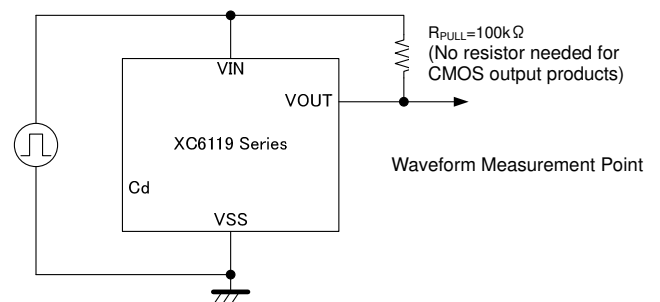 RPULL=100kΩ
(No resistor needed for
CMOS output products)
VIN
VOUT
XC6119 Series
Waveform Measurement Point
Cd
VSS